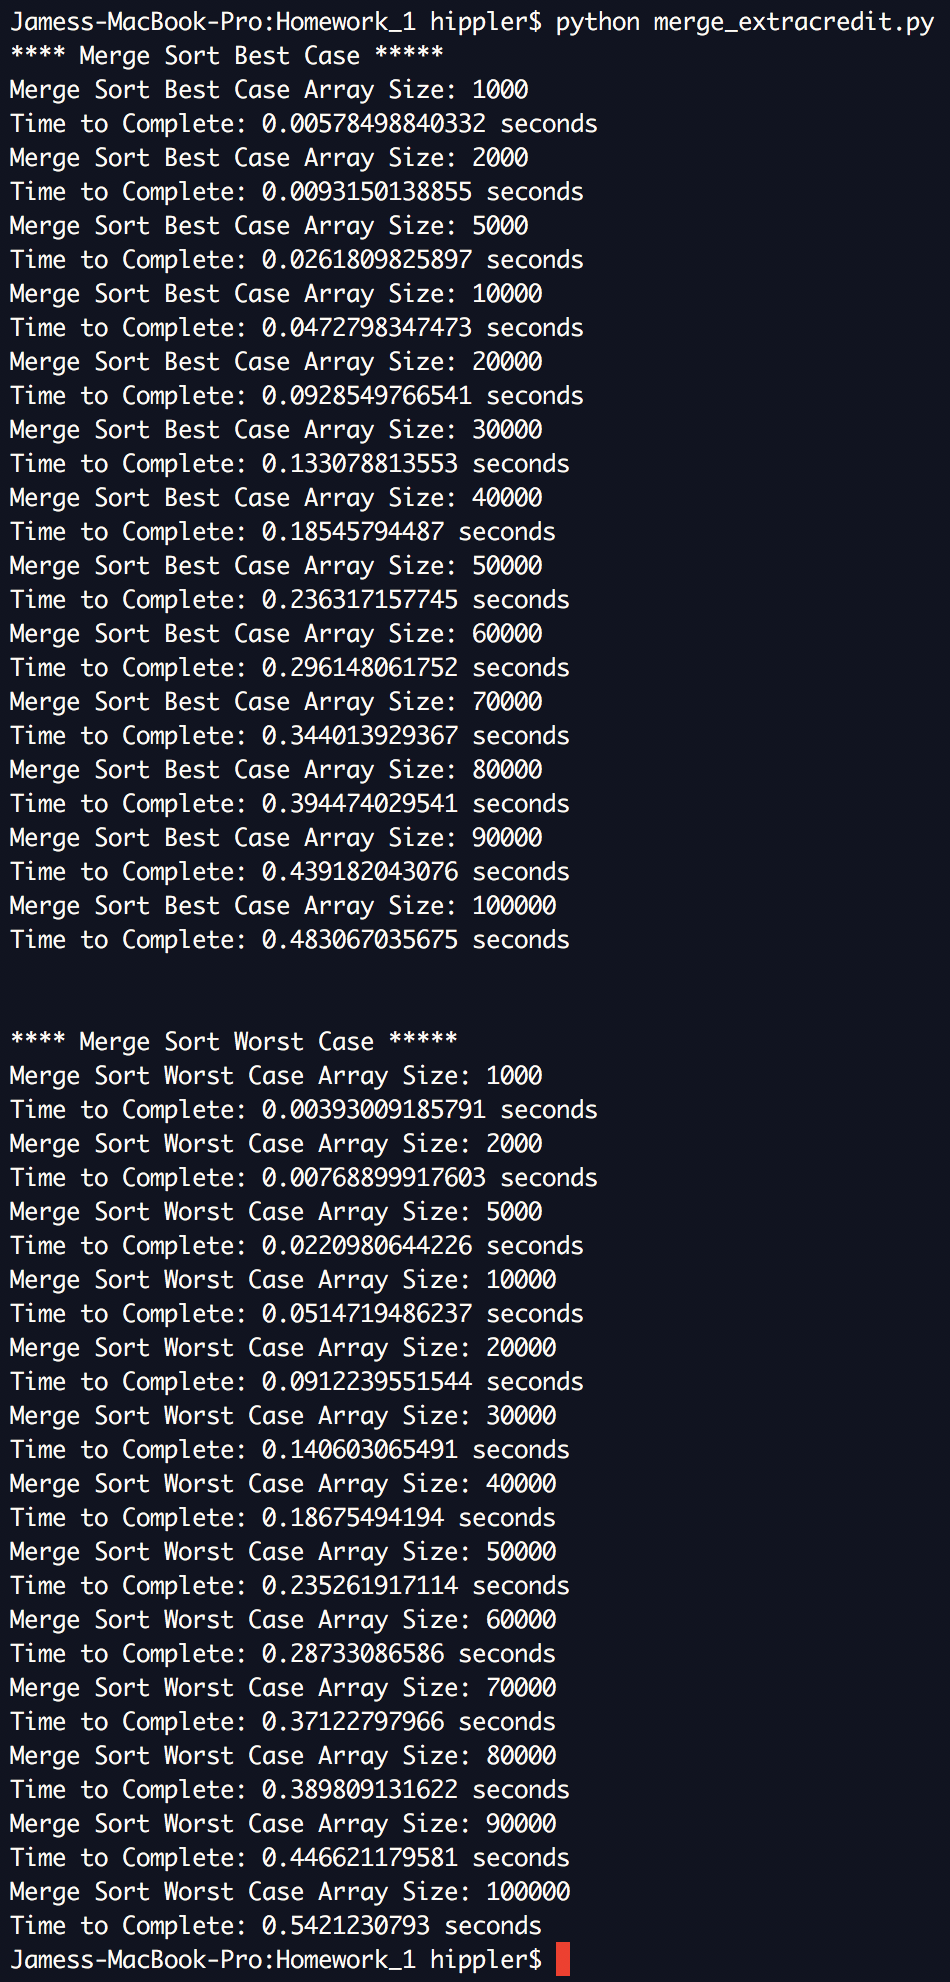 Jamess-MacBook-Pro:Homework_1 hippler$ python merge_extracredit.py
**** Merge Sort Best Case *****
Merge Sort Best Case Array Size: 1000
Time to Complete: 0.00578498840332 seconds
Merge Sort Best Case Array Size: 2000
Time to Complete: 0.0093150138855 seconds
Merge Sort Best Case Array Size: 5000
Time to Complete: 0.0261809825897 seconds
Merge Sort Best Case Array Size: 10000
Time to Complete: 0.0472798347473 seconds
Merge Sort Best Case Array Size: 20000
Time to Complete: 0.0928549766541 seconds
Merge Sort Best Case Array Size: 30000
Time to Complete: 0.133078813553 seconds
Merge Sort Best Case Array Size: 40000
Time to Complete: 0.18545794487 seconds
Merge Sort Best Case Array Size: 50000
Time to Complete: 0.236317157745 seconds
Merge Sort Best Case Array Size: 60000
Time to Complete: 0.296148061752 seconds
Merge Sort Best Case Array Size: 70000
Time to Complete: 0.344013929367 seconds
Merge Sort Best Case Array Size: 80000
Time to Complete: 0.394474029541 seconds
Merge Sort Best Case Array Size: 90000
Time to Complete: 0.439182043076 seconds
Merge Sort Best Case Array Size: 100000
Time to Complete: 0.483067035675 seconds
**** Merge Sort Worst Case *****
Merge Sort Worst Case Array Size: 1000
Time to Complete: 0.00393009185791 seconds
Merge Sort Worst Case Array Size: 2000
Time to Complete: 0.00768899917603 seconds
Merge Sort Worst Case Array Size: 5000
Time to Complete: 0.0220980644226 seconds
Merge Sort Worst Case Array Size: 10000
Time to Complete: 0.0514719486237 seconds
Merge Sort Worst Case Array Size: 20000
Time to Complete: 0.0912239551544 seconds
Merge Sort Worst Case Array Size: 30000
Time to Complete: 0.140603065491 seconds
Merge Sort Worst Case Array Size: 40000
Time to Complete: 0.18675494194 seconds
Merge Sort Worst Case Array Size: 50000
Time to Complete: 0.235261917114 seconds
Merge Sort Worst Case Array Size: 60000
Time to Complete: 0.28733086586 seconds
Merge Sort Worst Case Array Size: 70000
Time to Complete: 0.37122797966 seconds
Merge Sort Worst Case Array Size: 80000
Time to Complete: 0.389809131622 seconds
Merge Sort Worst Case Array Size: 90000
Time to Complete: 0.446621179581 seconds
Merge Sort Worst Case Array Size: 100000
Time to Complete: 0.5421230793 seconds
Jamess-MacBook-Pro:Homework_1 hippler$